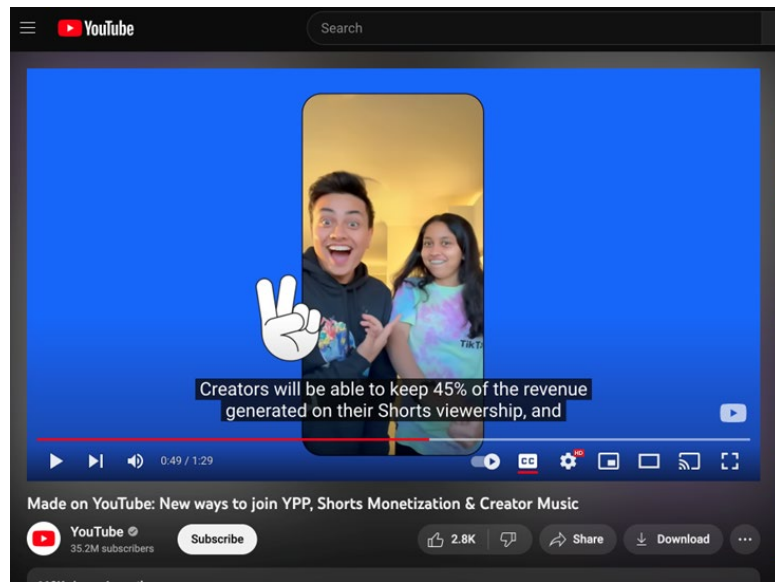 YouTube
Search
TikT
Creators will be able to keep 45% of the revenue
generated on their Shorts viewership, and
0:49 / 1:29
CC
HD
Made on YouTube: New ways to join YPP, Shorts Monetization & Creator Music
YouTube
35.2M subscribers
Subscribe
2.8K
Share
Download